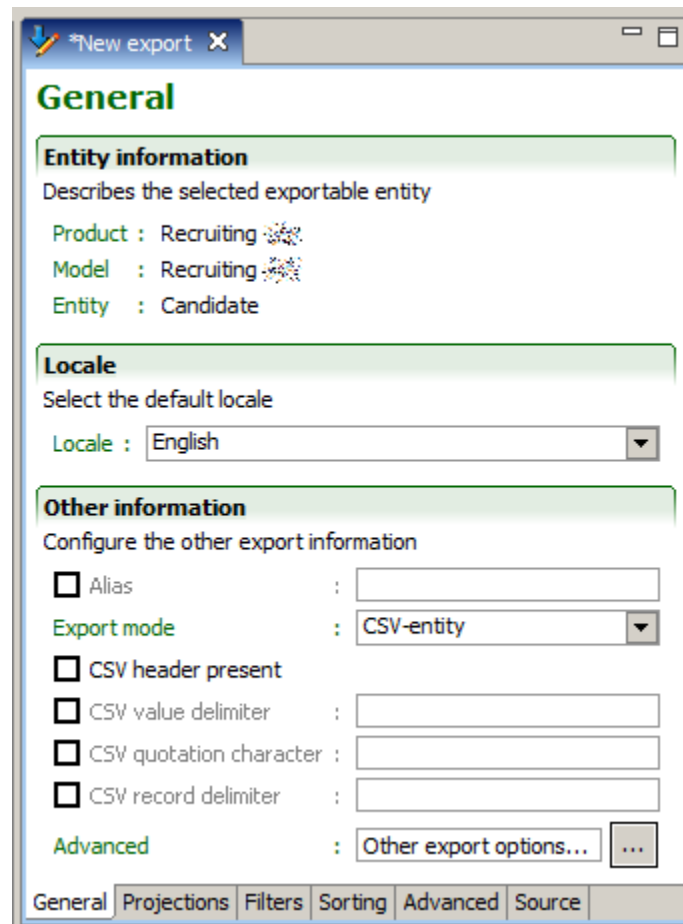 *New export
General
Entity information
Describes the selected exportable entity
Product : Recruiting
Model : Recruiting
Entity : Candidate
Locale
Select the default locale
Locale : English
Other information
Configure the other export information
Alias :
Export mode : CSV-entity
CSV header present
CSV value delimiter :
CSV quotation character :
CSV record delimiter :
Advanced : Other export options... ...
General Projections Filters Sorting Advanced Source